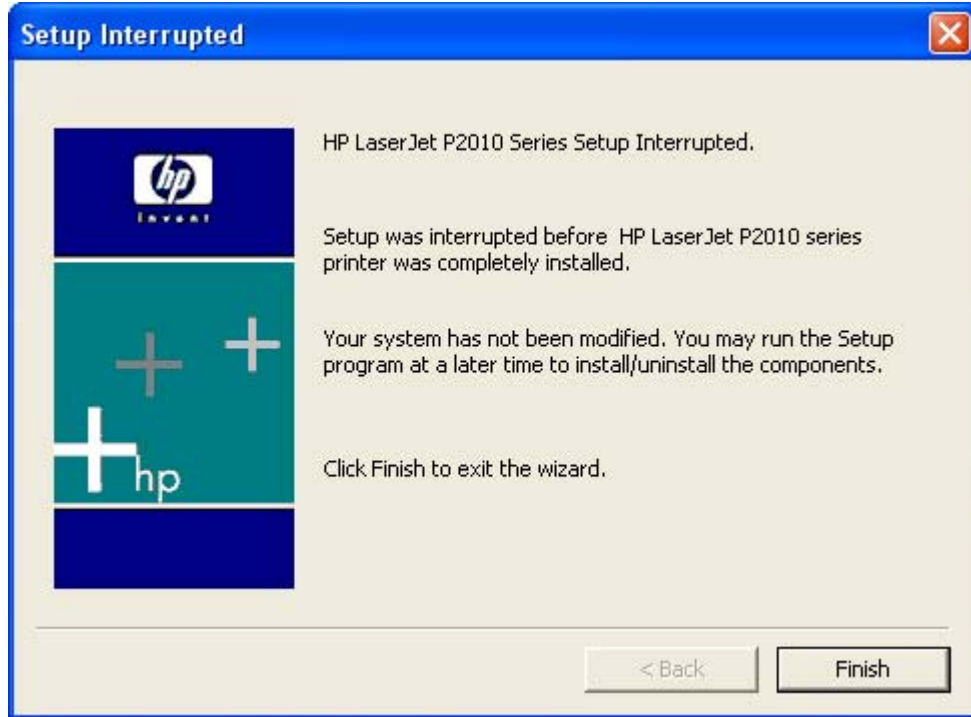 Setup Interrupted
hp
invent
HP LaserJet P2010 Series Setup Interrupted.
Setup was interrupted before HP LaserJet P2010 series
printer was completely installed.
Your system has not been modified. You may run the Setup
program at a later time to install/uninstall the components.
hp
Click Finish to exit the wizard.
< Back
Finish